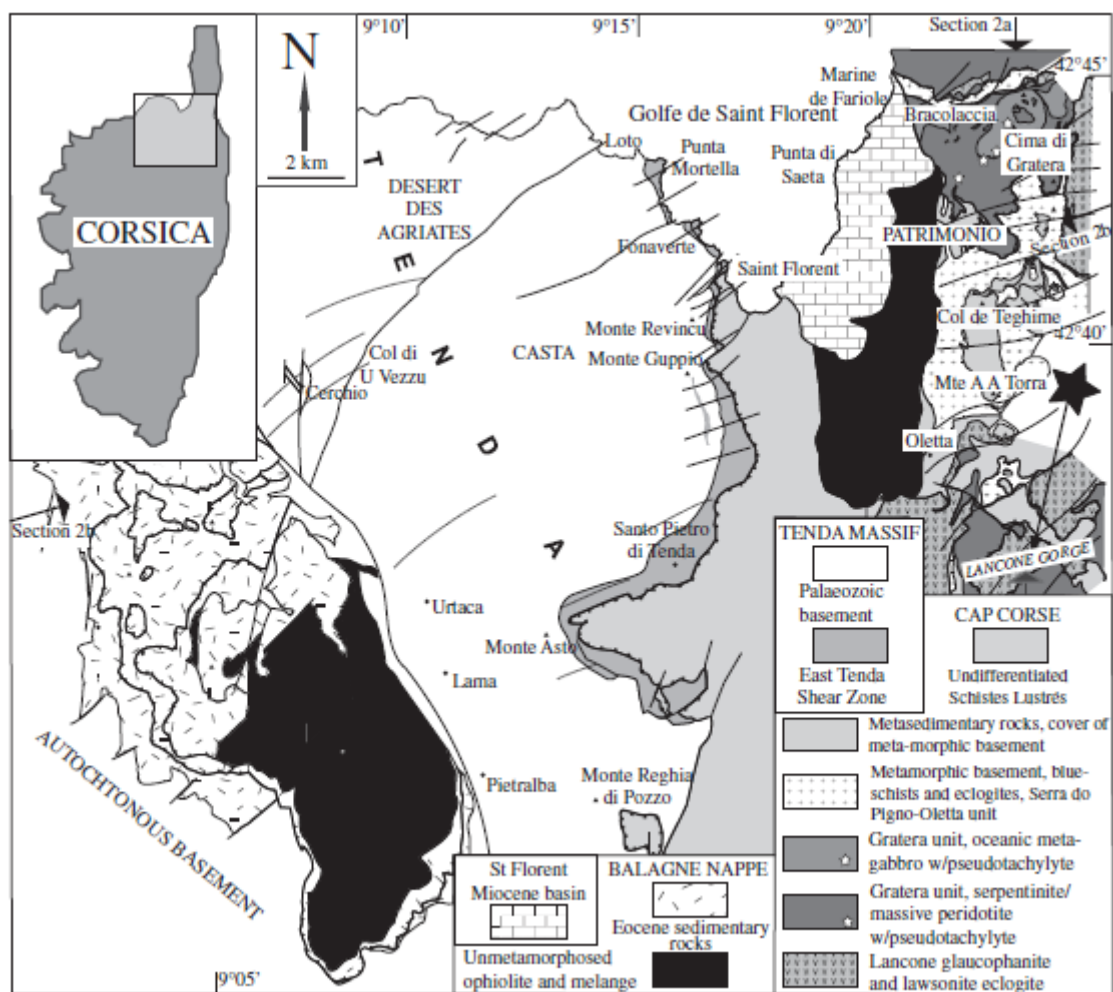 9°10'
9°15'
9°20'
Section 2a
42°45'
N
2 km
CORSICA
Marine
de Fariole
Golfe de Saint Florent
Bracolaccia
Cima di
Gratera
Loto
Punta
Mortella
Punta di
Saeta
DESERT
DES
AGRIATES
TENDA
Fonaverte
PATRIMONIO
Section 2b
Saint Florent
Col de Teghime
Monte Revincu
42°40'
CASTA
Monte Guppio
Col di
U Vezzu
Cerchio
Mte A A Torra
Oletta
Section 2b
Santo Pietro
di Tenda
LANCONE GORGE
Urtaca
Monte Asto
Lama
Pietralba
Monte Reghia
di Pozzo
AUTOCHTONOUS BASEMENT
9°05'
TENDA MASSIF
Palaeozoic
basement
East Tenda
Shear Zone
CAP CORSE
Undifferentiated
Schistes Lustrés
Metasedimentary rocks, cover of
meta-morphic basement
Metamorphic basement, blue-
schists and eclogites, Serra do
Pigno-Oletta unit
Gratera unit, oceanic meta-
gabbro w/pseudotachylyte
Gratera unit, serpentinite/
massive peridotite
w/pseudotachylyte
Lancone glaucophanite
and lawsonite eclogite
St Florent
Miocene basin
BALAGNE NAPPE
Eocene sedimentary
rocks
Unmetamorphosed
ophiolite and melange